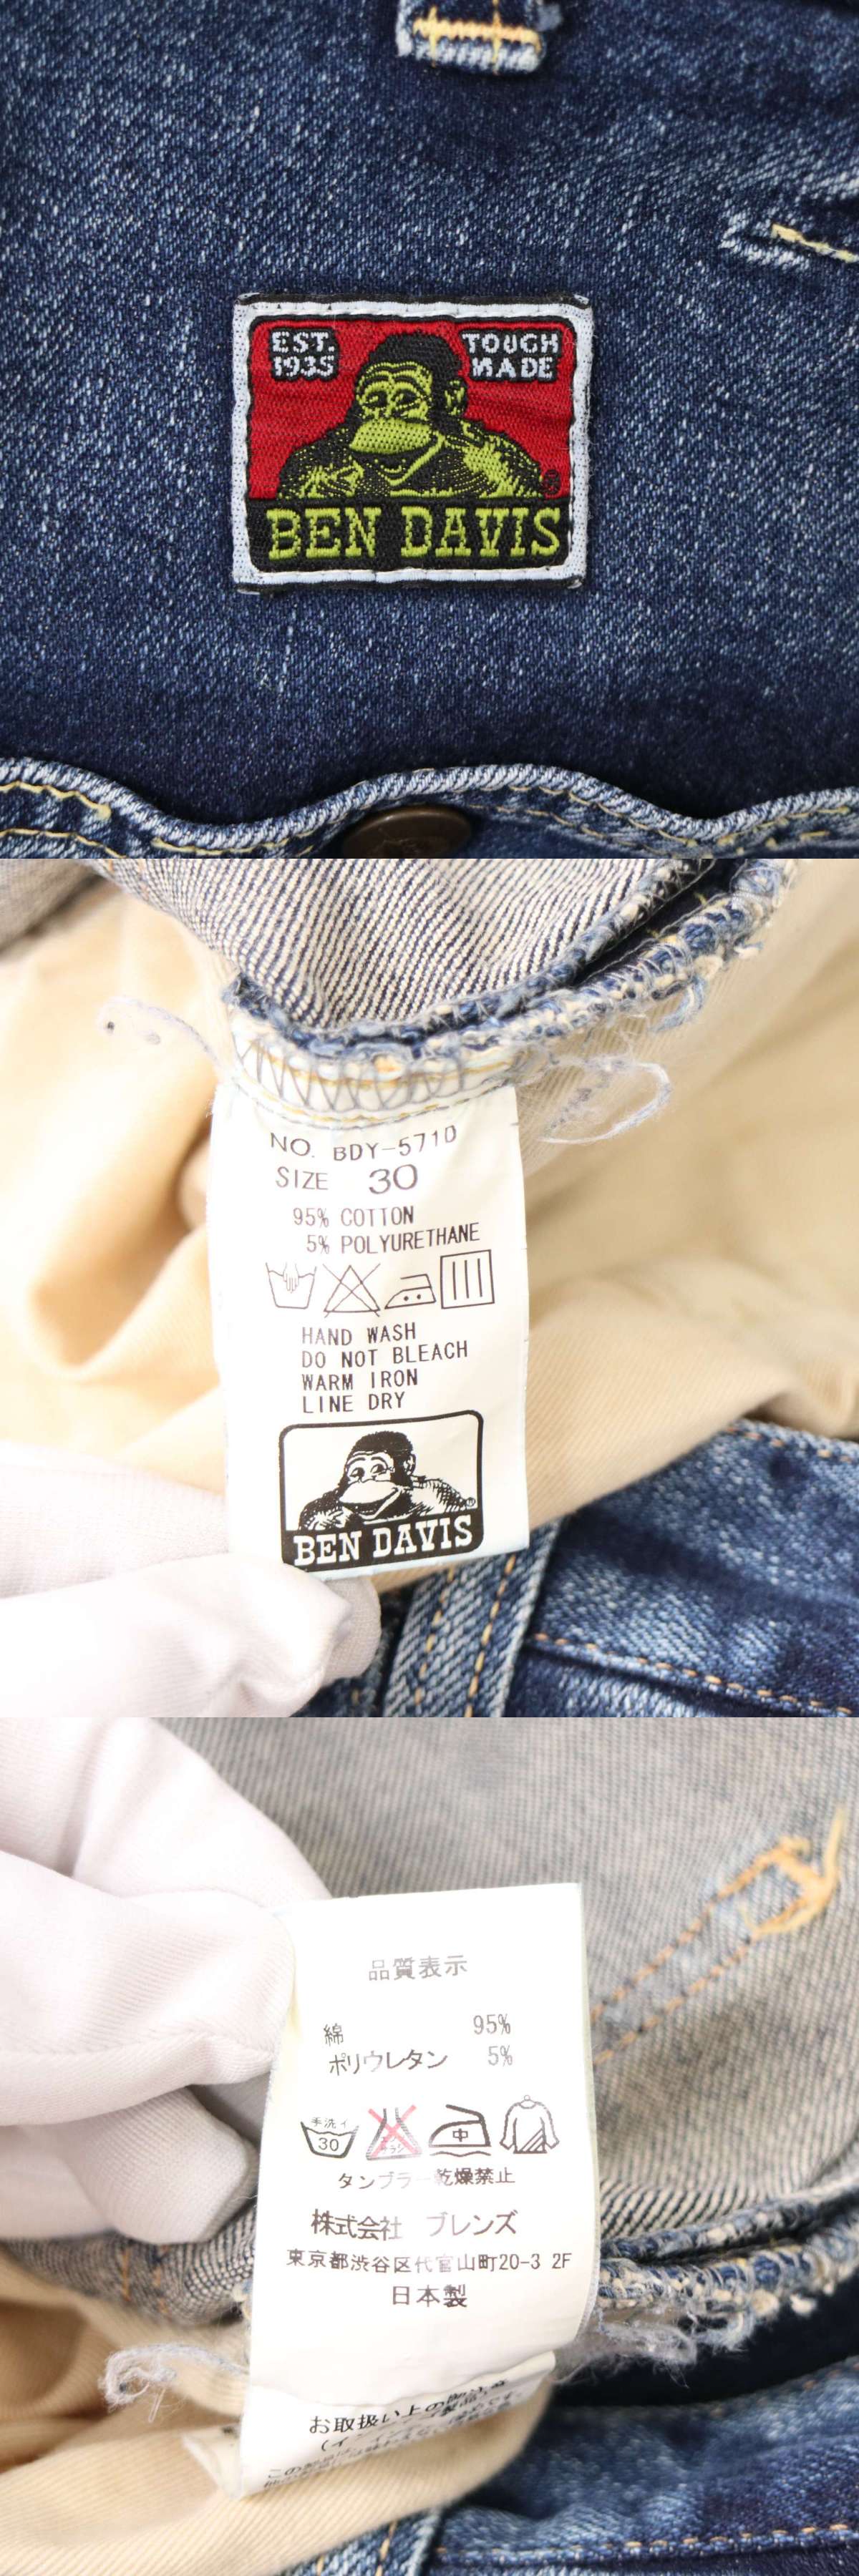 EST. 1935
TOUGH MADE
BEN DAVIS
NO. BDY-5710
SIZE 30
95% COTTON
5% POLYURETHANE
HAND WASH
DO NOT BLEACH
WARM IRON
LINE DRY
BEN DAVIS
品質表示
綿 95%
ポリウレタン 5%
手洗イ
30
中
タンブラー乾燥禁止
株式会社 ブレンズ
東京都渋谷区代官山町20-3 2F
日本製
お取扱い上の